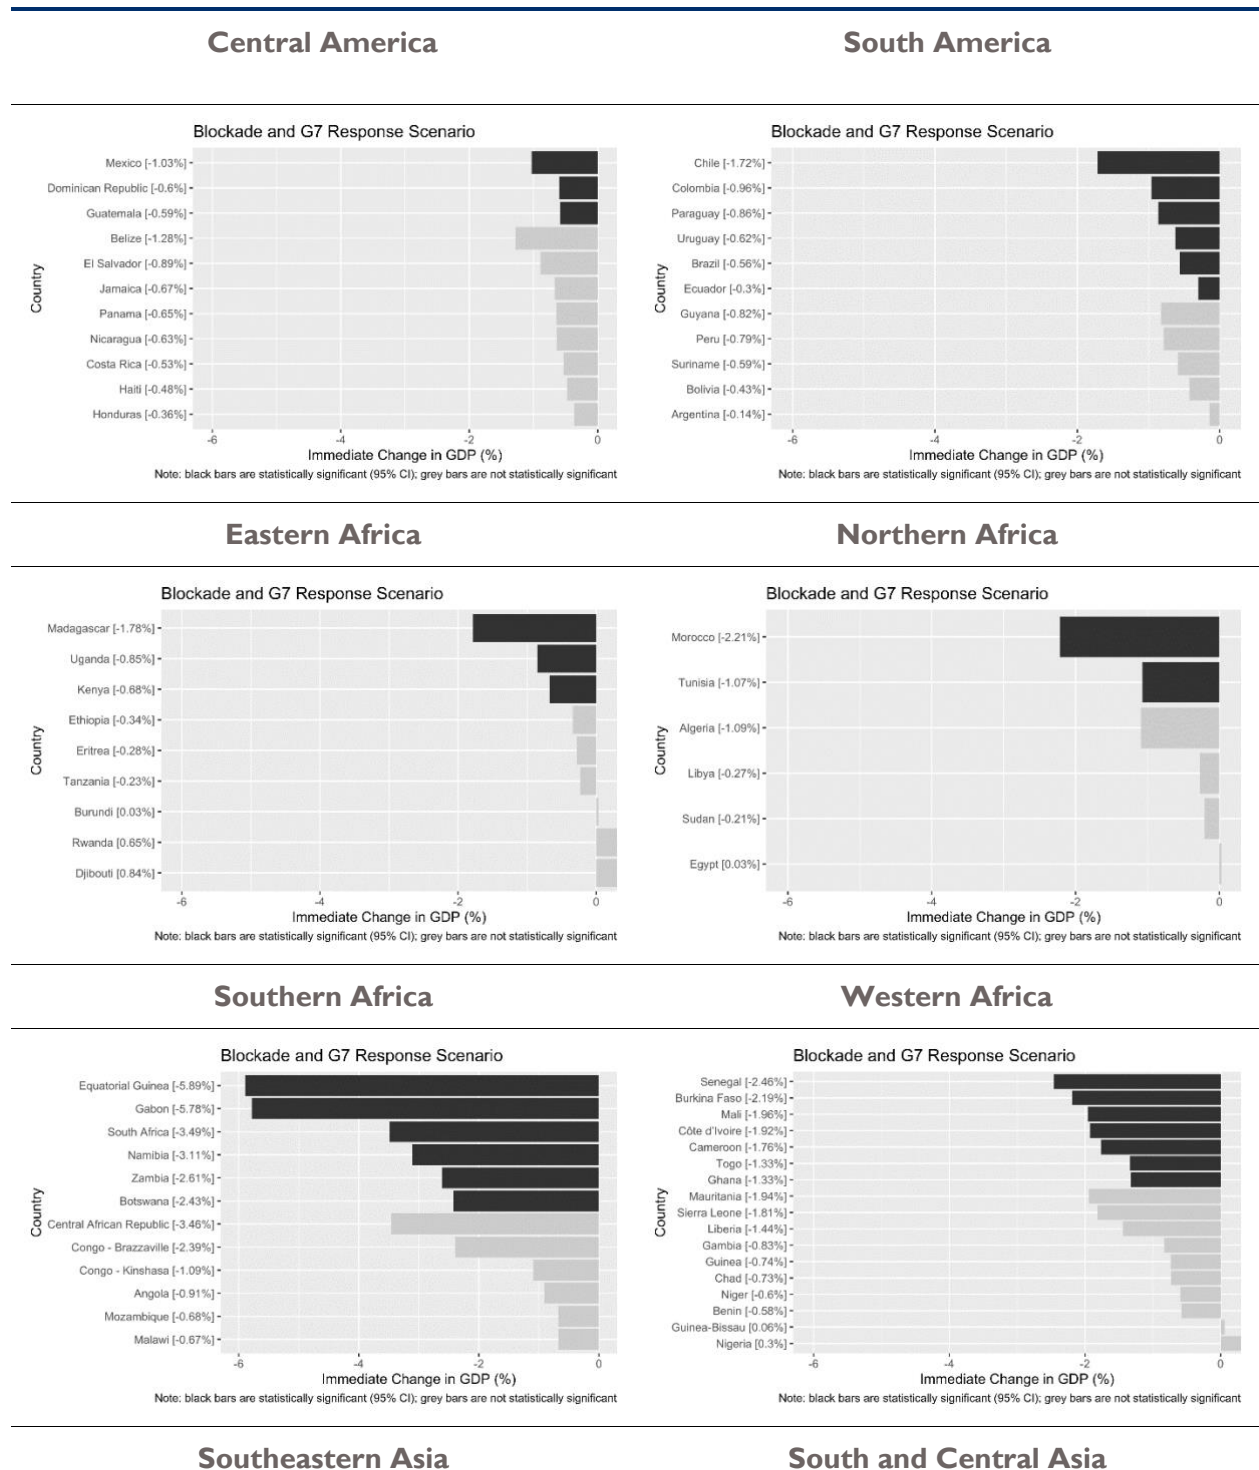 Central America
South America
Blockade and G7 Response Scenario
Country
Mexico [-1.03%]
Dominican Republic [-0.6%]
Guatemala [-0.59%]
Belize [-1.28%]
El Salvador [-0.89%]
Jamaica [-0.67%]
Panama [-0.65%]
Nicaragua [-0.63%]
Costa Rica [-0.53%]
Haiti [-0.48%]
Honduras [-0.36%]
-6 -4 -2 0
Immediate Change in GDP (%)
Note: black bars are statistically significant (95% CI); grey bars are not statistically significant
Blockade and G7 Response Scenario
Country
Chile [-1.72%]
Colombia [-0.96%]
Paraguay [-0.86%]
Uruguay [-0.62%]
Brazil [-0.56%]
Ecuador [-0.3%]
Guyana [-0.82%]
Peru [-0.79%]
Suriname [-0.59%]
Bolivia [-0.43%]
Argentina [-0.14%]
-6 -4 -2 0
Immediate Change in GDP (%)
Note: black bars are statistically significant (95% CI); grey bars are not statistically significant
Eastern Africa
Northern Africa
Blockade and G7 Response Scenario
Country
Madagascar [-1.78%]
Uganda [-0.85%]
Kenya [-0.68%]
Ethiopia [-0.34%]
Eritrea [-0.28%]
Tanzania [-0.23%]
Burundi [0.03%]
Rwanda [0.65%]
Djibouti [0.84%]
-6 -4 -2 0
Immediate Change in GDP (%)
Note: black bars are statistically significant (95% CI); grey bars are not statistically significant
Blockade and G7 Response Scenario
Country
Morocco [-2.21%]
Tunisia [-1.07%]
Algeria [-1.09%]
Libya [-0.27%]
Sudan [-0.21%]
Egypt [0.03%]
-6 -4 -2 0
Immediate Change in GDP (%)
Note: black bars are statistically significant (95% CI); grey bars are not statistically significant
Southern Africa
Western Africa
Blockade and G7 Response Scenario
Country
Equatorial Guinea [-5.89%]
Gabon [-5.78%]
South Africa [-3.49%]
Namibia [-3.11%]
Zambia [-2.61%]
Botswana [-2.43%]
Central African Republic [-3.46%]
Congo - Brazzaville [-2.39%]
Congo - Kinshasa [-1.09%]
Angola [-0.91%]
Mozambique [-0.68%]
Malawi [-0.67%]
-6 -4 -2 0
Immediate Change in GDP (%)
Note: black bars are statistically significant (95% CI); grey bars are not statistically significant
Blockade and G7 Response Scenario
Country
Senegal [-2.46%]
Burkina Faso [-2.19%]
Mali [-1.96%]
Côte d'Ivoire [-1.92%]
Cameroon [-1.76%]
Togo [-1.33%]
Ghana [-1.33%]
Mauritania [-1.94%]
Sierra Leone [-1.81%]
Liberia [-1.44%]
Gambia [-0.83%]
Guinea [-0.74%]
Chad [-0.73%]
Niger [-0.6%]
Benin [-0.58%]
Guinea-Bissau [0.06%]
Nigeria [0.3%]
-6 -4 -2 0
Immediate Change in GDP (%)
Note: black bars are statistically significant (95% CI); grey bars are not statistically significant
Southeastern Asia
South and Central Asia